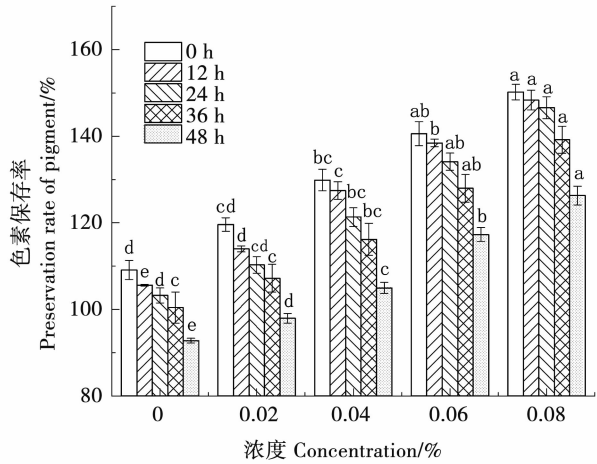 160
140
120
100
80
色素保存率
Preservation rate of pigment/%
0 h
12 h
24 h
36 h
48 h
d
e
d
c
e
cd
d
cd
c
d
bc
c
bc
bc
c
ab
b
ab
ab
b
a
a
a
a
a
0 0.02 0.04 0.06 0.08
浓度 Concentration/%